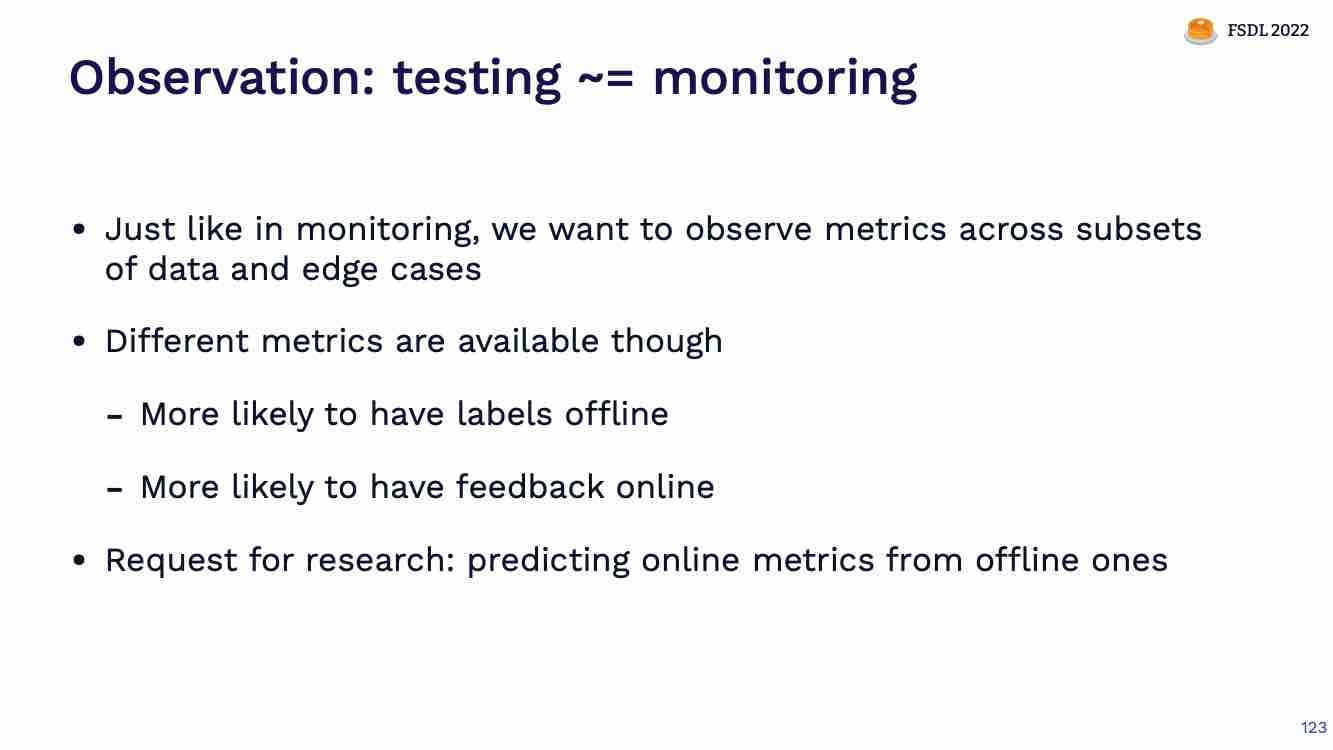 FSDL 2022
Observation: testing ~= monitoring
• Just like in monitoring, we want to observe metrics across subsets
of data and edge cases
• Different metrics are available though
– More likely to have labels offline
– More likely to have feedback online
• Request for research: predicting online metrics from offline ones
123